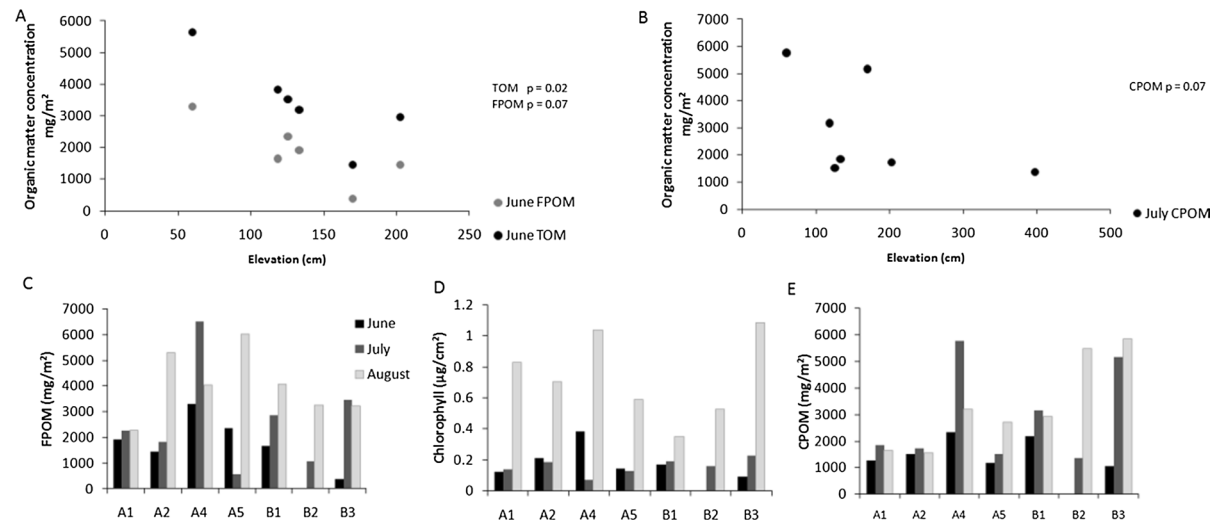 A
Organic matter concentration
mg/m²
6000
5000
4000
3000
2000
1000
0
0 50 100 150 200 250
Elevation (cm)
TOM p = 0.02
FPOM p = 0.07
June FPOM
June TOM
B
Organic matter concentration
mg/m²
7000
6000
5000
4000
3000
2000
1000
0
0 100 200 300 400 500
Elevation (cm)
CPOM p = 0.07
July CPOM
C
FPOM (mg/m²)
7000
6000
5000
4000
3000
2000
1000
0
A1 A2 A4 A5 B1 B2 B3
June
July
August
D
Chlorophyll (µg/cm²)
1.2
1
0.8
0.6
0.4
0.2
0
A1 A2 A4 A5 B1 B2 B3
E
CPOM (mg/m²)
7000
6000
5000
4000
3000
2000
1000
0
A1 A2 A4 A5 B1 B2 B3